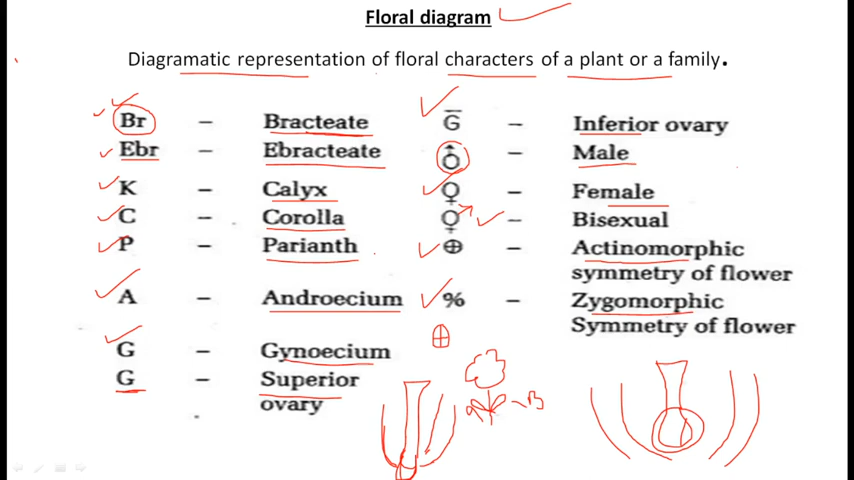 Floral diagram
Diagramatic representation of floral characters of a plant or a family.
Br – Bracteate
Ebr – Ebracteate
K – Calyx
C – Corolla
P – Parianth
A – Androecium
G – Gynoecium
G – Superior
ovary
G̅ – Inferior ovary
♂ – Male
♀ – Female
⚥ – Bisexual
⊕ – Actinomorphic
symmetry of flower
% – Zygomorphic
Symmetry of flower
B